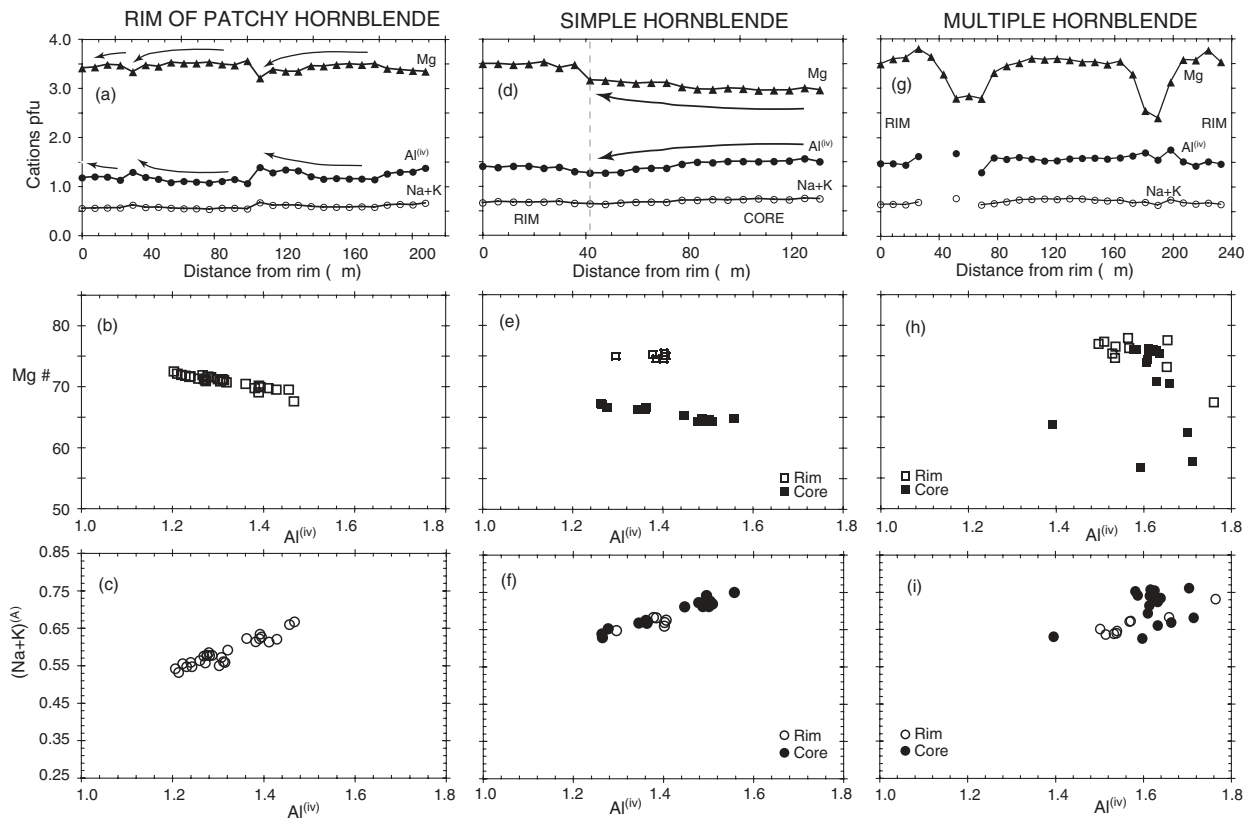 RIM OF PATCHY HORNBLENDE
SIMPLE HORNBLENDE
MULTIPLE HORNBLENDE
4.0
3.0
2.0
1.0
0.0
Cations pfu
(a)
Mg
Al(iv)
Na+K
0
40
80
120
160
200
Distance from rim ( m)
(d)
Mg
Al(iv)
Na+K
RIM
CORE
0
40
80
120
Distance from rim ( m)
(g)
Mg
RIM
RIM
Al(iv)
Na+K
0
40
80
120
160
200
240
Distance from rim ( m)
80
70
60
50
Mg #
(b)
1.0
1.2
1.4
1.6
1.8
Al(iv)
(e)
Rim
Core
1.0
1.2
1.4
1.6
1.8
Al(iv)
(h)
Rim
Core
1.0
1.2
1.4
1.6
1.8
Al(iv)
0.85
0.75
0.65
0.55
0.45
0.35
0.25
(Na+K)(A)
(c)
1.0
1.2
1.4
1.6
1.8
Al(iv)
(f)
Rim
Core
1.0
1.2
1.4
1.6
1.8
Al(iv)
(i)
Rim
Core
1.0
1.2
1.4
1.6
1.8
Al(iv)